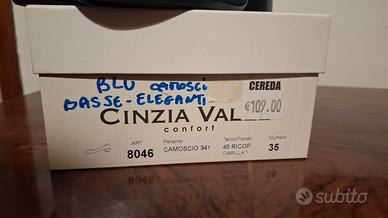 BLU CAMOSCI
BASSE-ELEGANTI
CEREDA
€109.00
CINZIA VAL
confort
ART. Pellame Tacco/Fondo Numero
8046 CAMOSCIO 341 45 RICOP 35
CAMILLA 1
subito